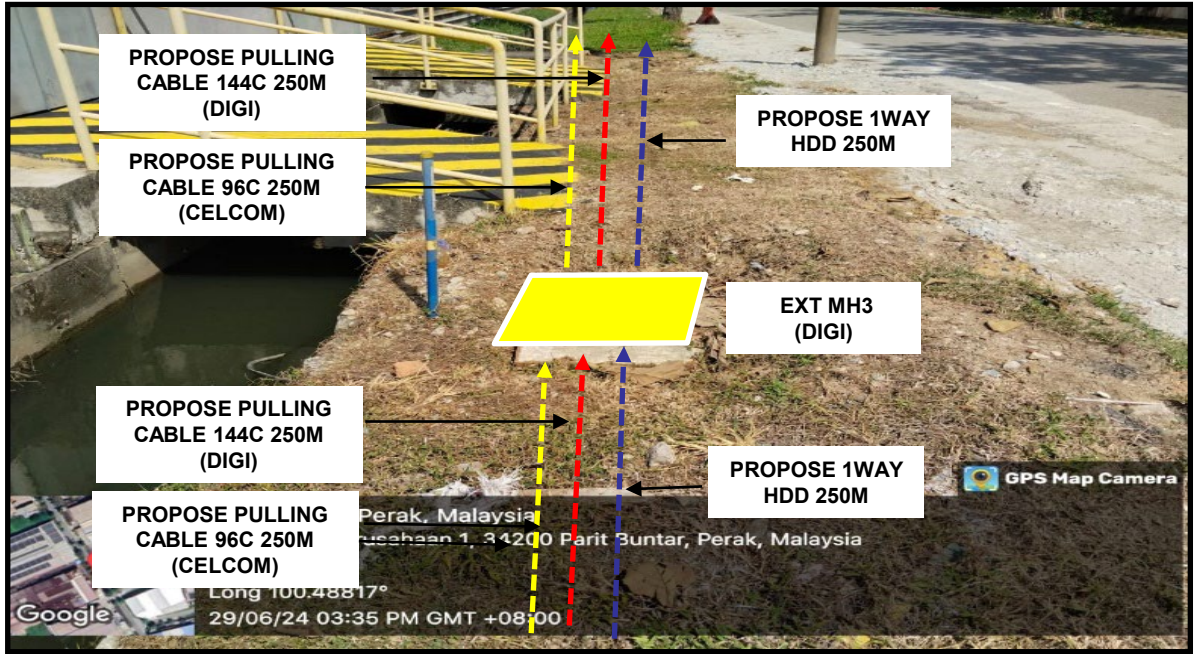 PROPOSE PULLING
CABLE 144C 250M
(DIGI)
PROPOSE 1WAY
HDD 250M
PROPOSE PULLING
CABLE 96C 250M
(CELCOM)
EXT MH3
(DIGI)
PROPOSE PULLING
CABLE 144C 250M
(DIGI)
PROPOSE 1WAY
HDD 250M
GPS Map Camera
PROPOSE PULLING
CABLE 96C 250M
(CELCOM)
Perak, Malaysia
1, 34200 Parit Buntar, Perak, Malaysia
Long 100.48817°
29/06/24 03:35 PM GMT +08:00
Google